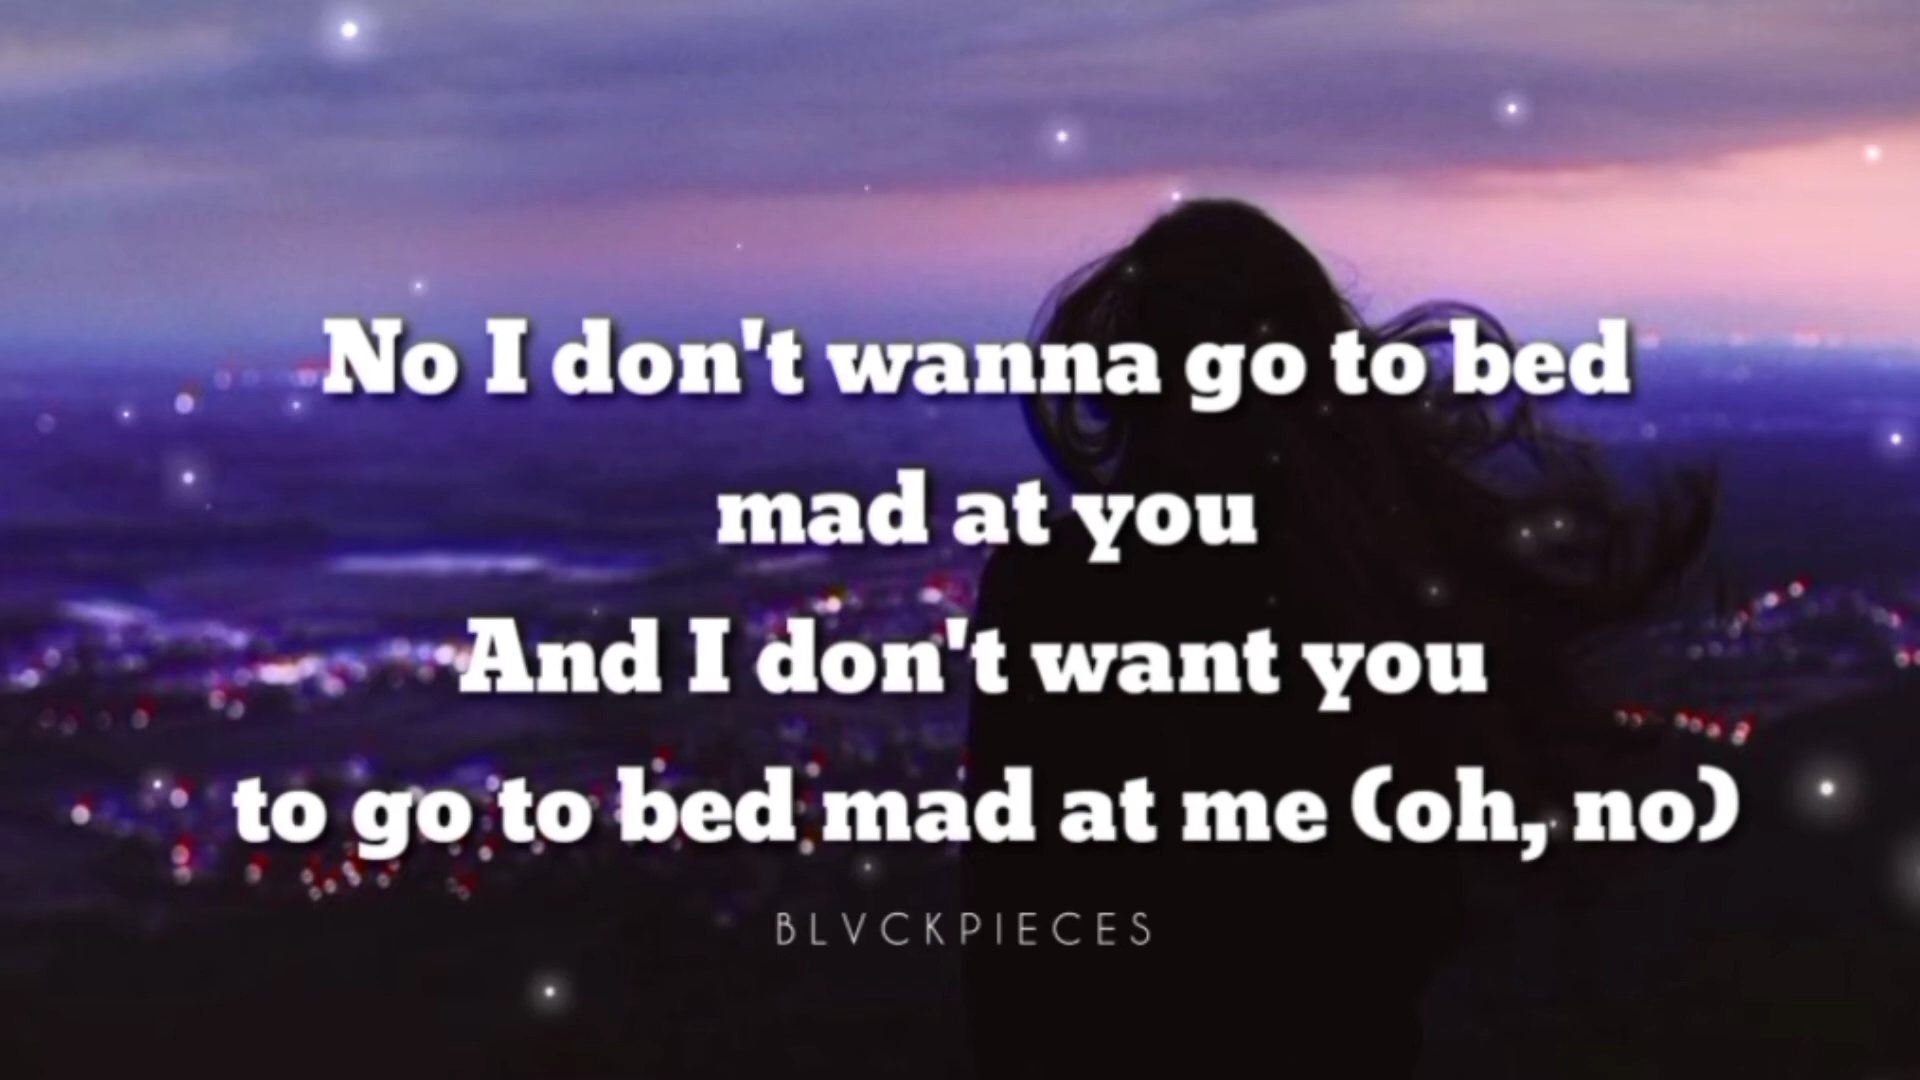 No I don't wanna go to bed
mad at you
And I don't want you
to go to bed mad at me (oh, no)
BLVCKPIECES